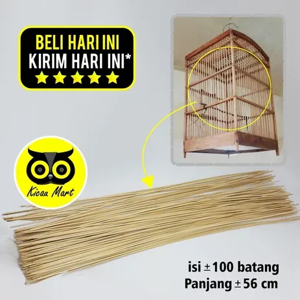 BELI HARI INI
KIRIM HARI INI*
Kicau Mart
isi ± 100 batang
Panjang ± 56 cm